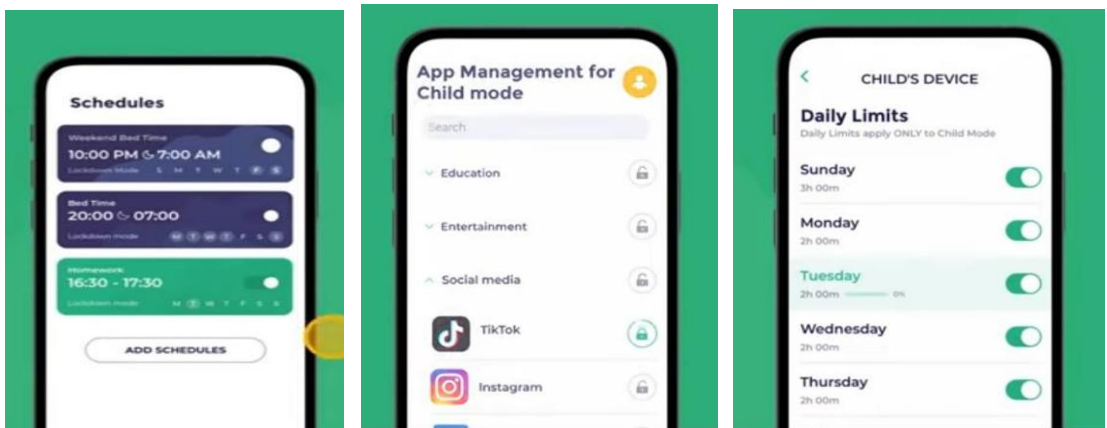 Schedules
Weekend Bed Time
10:00 PM 7:00 AM
Lockdown Mode S M T W T F S
Bed Time
20:00 07:00
Lockdown mode M T W T F S S
Homework
16:30 - 17:30
Lockdown mode M T W T F S S
ADD SCHEDULES
App Management for
Child mode
Search
Education
Entertainment
Social media
TikTok
Instagram
CHILD'S DEVICE
Daily Limits
Daily Limits apply ONLY to Child Mode
Sunday
3h 00m
Monday
2h 00m
Tuesday
2h 00m 0%
Wednesday
2h 00m
Thursday
2h 00m